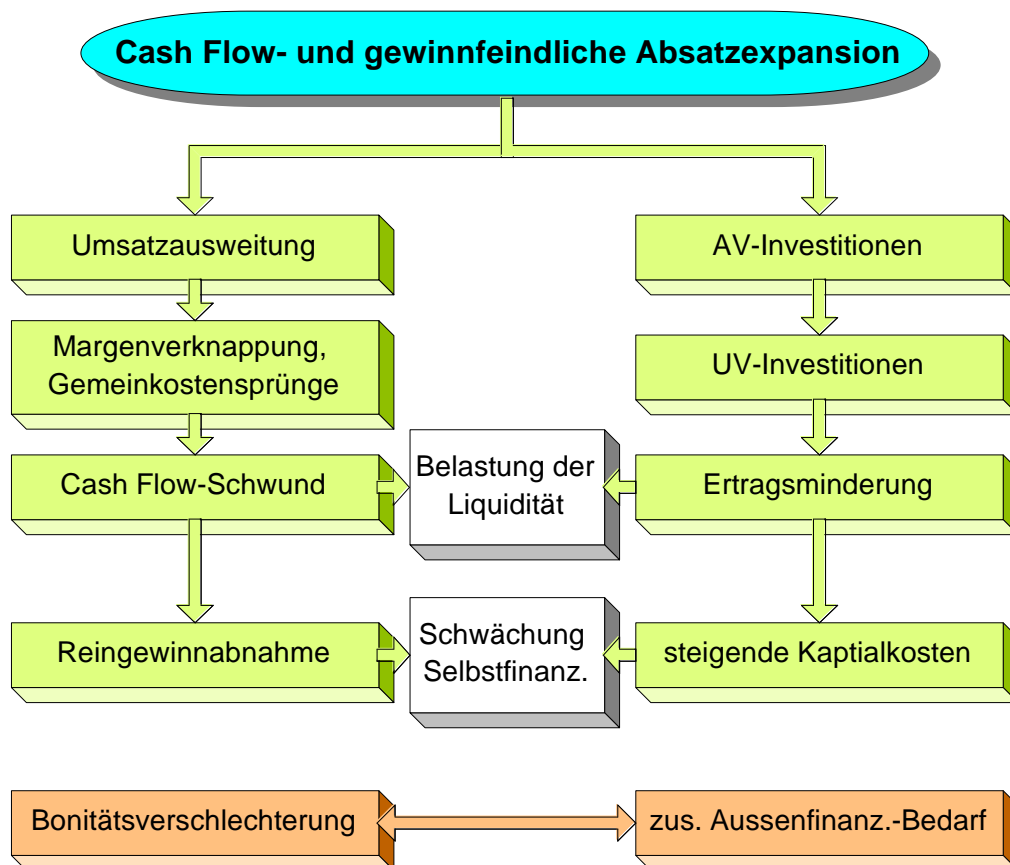 Cash Flow- und gewinnfeindliche Absatzexpansion
Umsatzausweitung
AV-Investitionen
Margenverknappung,
Gemeinkostensprünge
UV-Investitionen
Cash Flow-Schwund
Belastung der
Liquidität
Ertragsminderung
Reingewinnabnahme
Schwächung
Selbstfinanz.
steigende Kaptialkosten
Bonitätsverschlechterung
zus. Aussenfinanz.-Bedarf